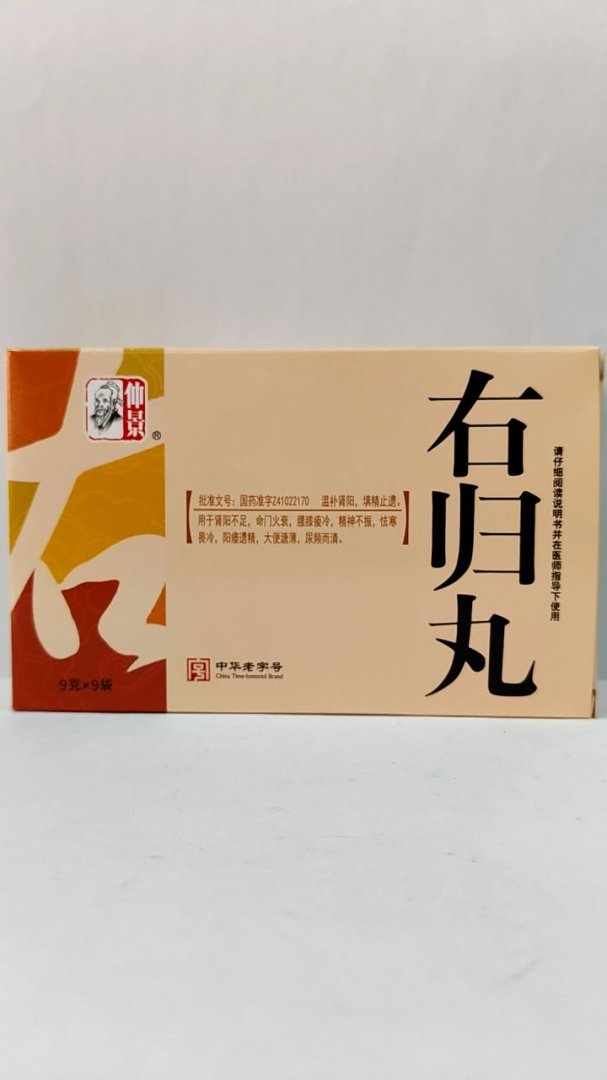 仲景
®
批准文号：国药准字Z41022170 温补肾阳，填精止遗。
用于肾阳不足，命门火衰，腰膝痠冷，精神不振，怯寒
畏冷，阳痿遗精，大便溏薄，尿频而清。
右归丸
请仔细阅读说明书并在医师指导下使用
右
9克×9袋
中华老字号
China Time-honored Brand